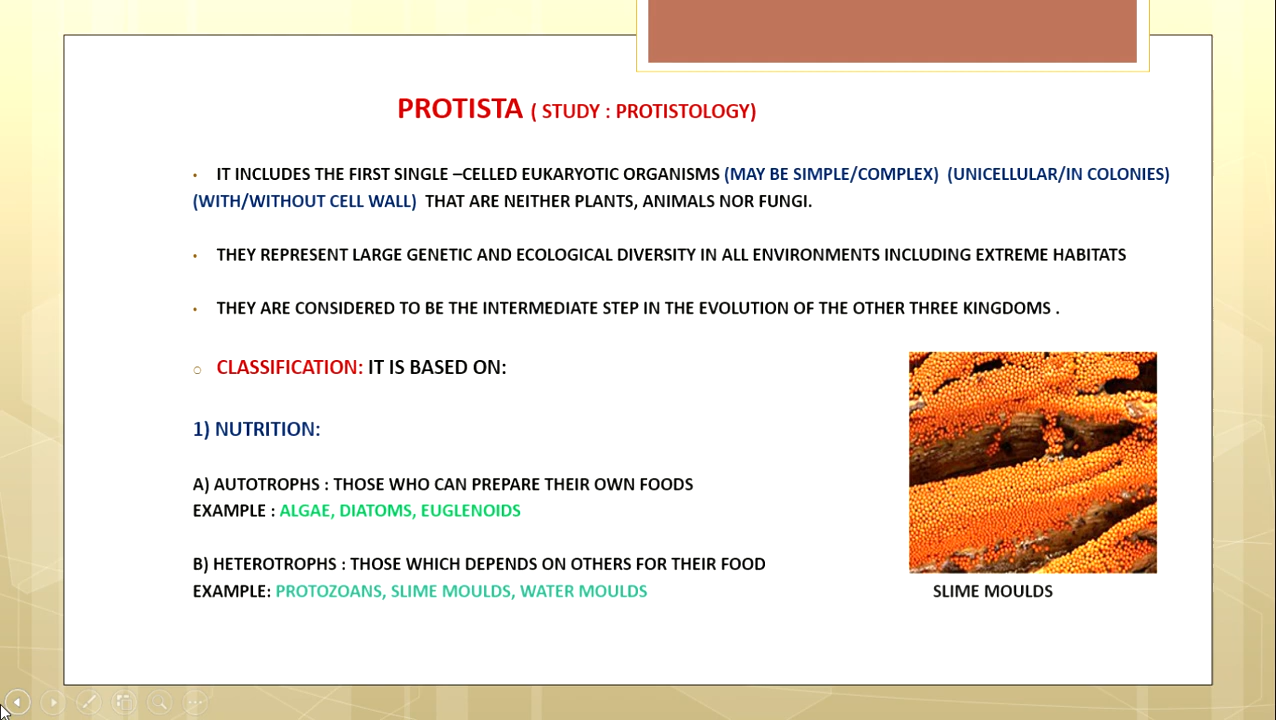 PROTISTA ( STUDY : PROTISTOLOGY)
• IT INCLUDES THE FIRST SINGLE –CELLED EUKARYOTIC ORGANISMS (MAY BE SIMPLE/COMPLEX) (UNICELLULAR/IN COLONIES)
(WITH/WITHOUT CELL WALL) THAT ARE NEITHER PLANTS, ANIMALS NOR FUNGI.
• THEY REPRESENT LARGE GENETIC AND ECOLOGICAL DIVERSITY IN ALL ENVIRONMENTS INCLUDING EXTREME HABITATS
• THEY ARE CONSIDERED TO BE THE INTERMEDIATE STEP IN THE EVOLUTION OF THE OTHER THREE KINGDOMS .
○ CLASSIFICATION: IT IS BASED ON:
1) NUTRITION:
A) AUTOTROPHS : THOSE WHO CAN PREPARE THEIR OWN FOODS
EXAMPLE : ALGAE, DIATOMS, EUGLENOIDS
B) HETEROTROPHS : THOSE WHICH DEPENDS ON OTHERS FOR THEIR FOOD
EXAMPLE: PROTOZOANS, SLIME MOULDS, WATER MOULDS
SLIME MOULDS